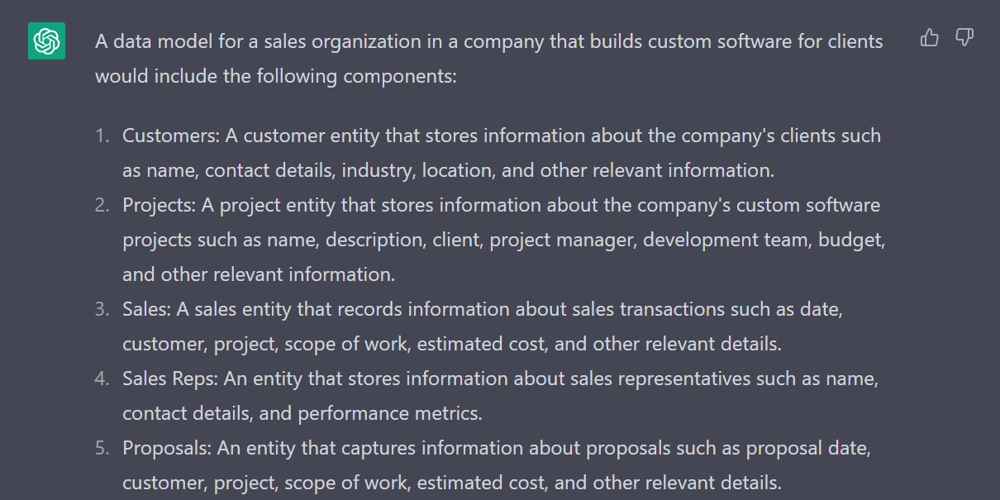 A data model for a sales organization in a company that builds custom software for clients
would include the following components:
1. Customers: A customer entity that stores information about the company's clients such
as name, contact details, industry, location, and other relevant information.
2. Projects: A project entity that stores information about the company's custom software
projects such as name, description, client, project manager, development team, budget,
and other relevant information.
3. Sales: A sales entity that records information about sales transactions such as date,
customer, project, scope of work, estimated cost, and other relevant details.
4. Sales Reps: An entity that stores information about sales representatives such as name,
contact details, and performance metrics.
5. Proposals: An entity that captures information about proposals such as proposal date,
customer, project, scope of work, estimated cost, and other relevant details.